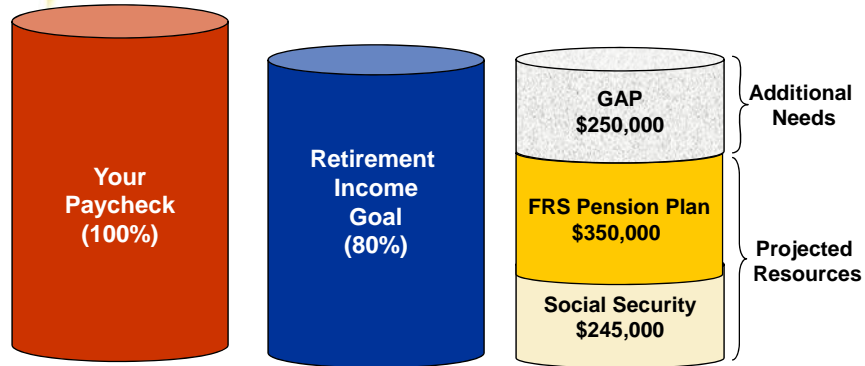 Your
Paycheck
(100%)
Retirement
Income
Goal
(80%)
GAP
$250,000
FRS Pension Plan
$350,000
Social Security
$245,000
Additional
Needs
Projected
Resources